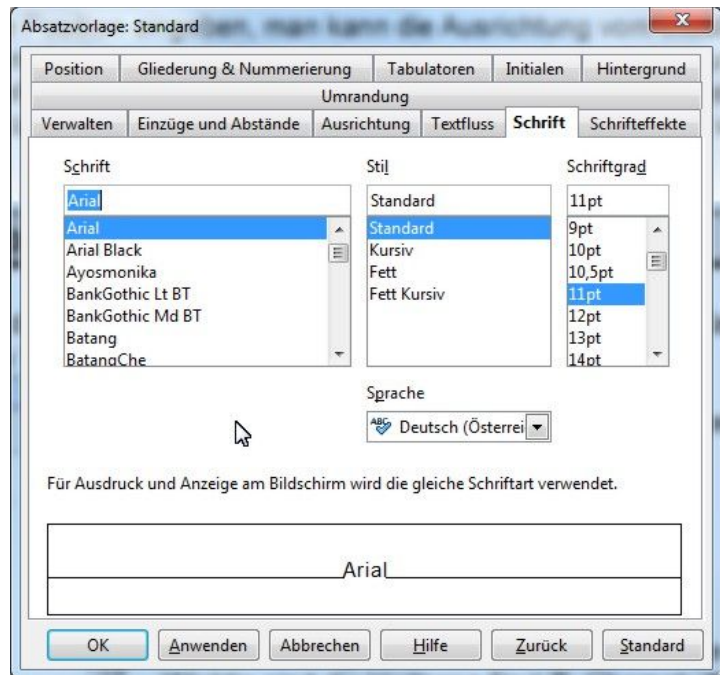 Absatzvorlage: Standard
Position Gliederung & Nummerierung Tabulatoren Initialen Hintergrund
Umrandung
Verwalten Einzüge und Abstände Ausrichtung Textfluss Schrift Schrifteffekte
Schrift Stil Schriftgrad
Arial Standard 11pt
Arial Standard 9pt
Arial Black Kursiv 10pt
Ayosmonika Fett 10,5pt
BankGothic Lt BT Fett Kursiv 11pt
BankGothic Md BT 12pt
Batang 13pt
BatangChe 14pt
Sprache
ABC Deutsch (Österrei
Für Ausdruck und Anzeige am Bildschirm wird die gleiche Schriftart verwendet.
Arial
OK Anwenden Abbrechen Hilfe Zurück Standard